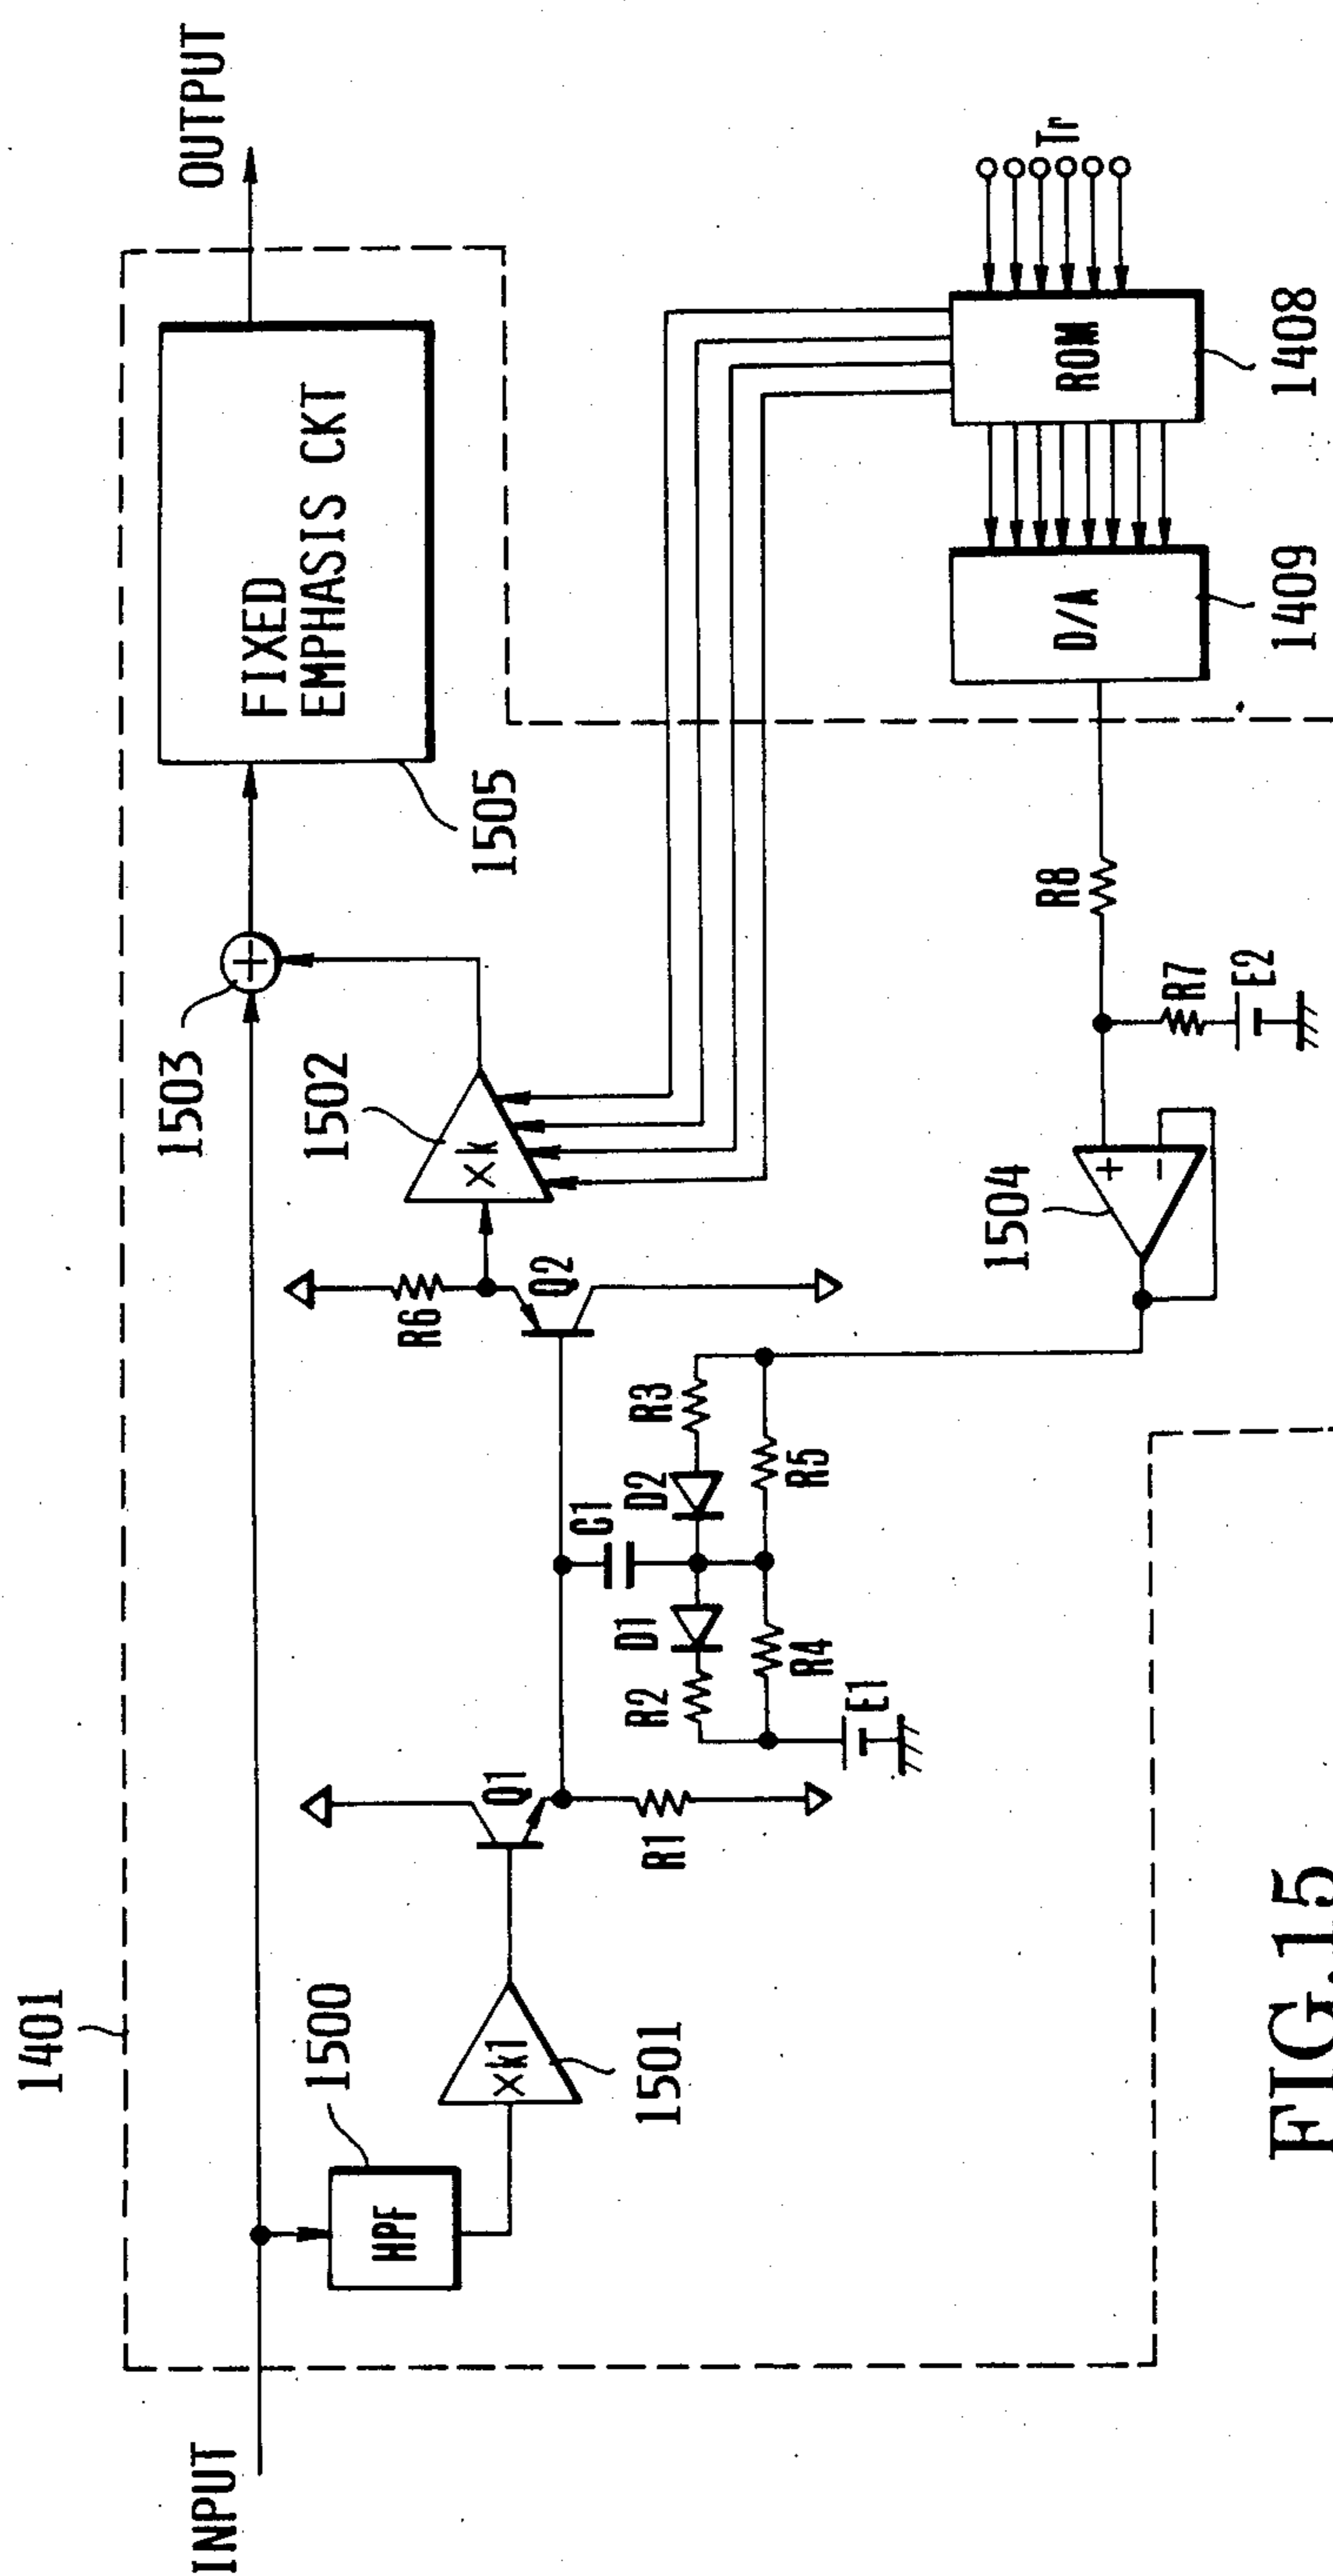 INPUT
1401
HPF
1500
×k1
1501
Q1
R1
R2
D1
C1
D2
R3
R4
R5
E1
R6
Q2
×k
1502
1503
+
FIXED
EMPHASIS CKT
1505
OUTPUT
1504
+
−
R7
E2
R8
D/A
1409
ROM
1408
Tr
FIG.15